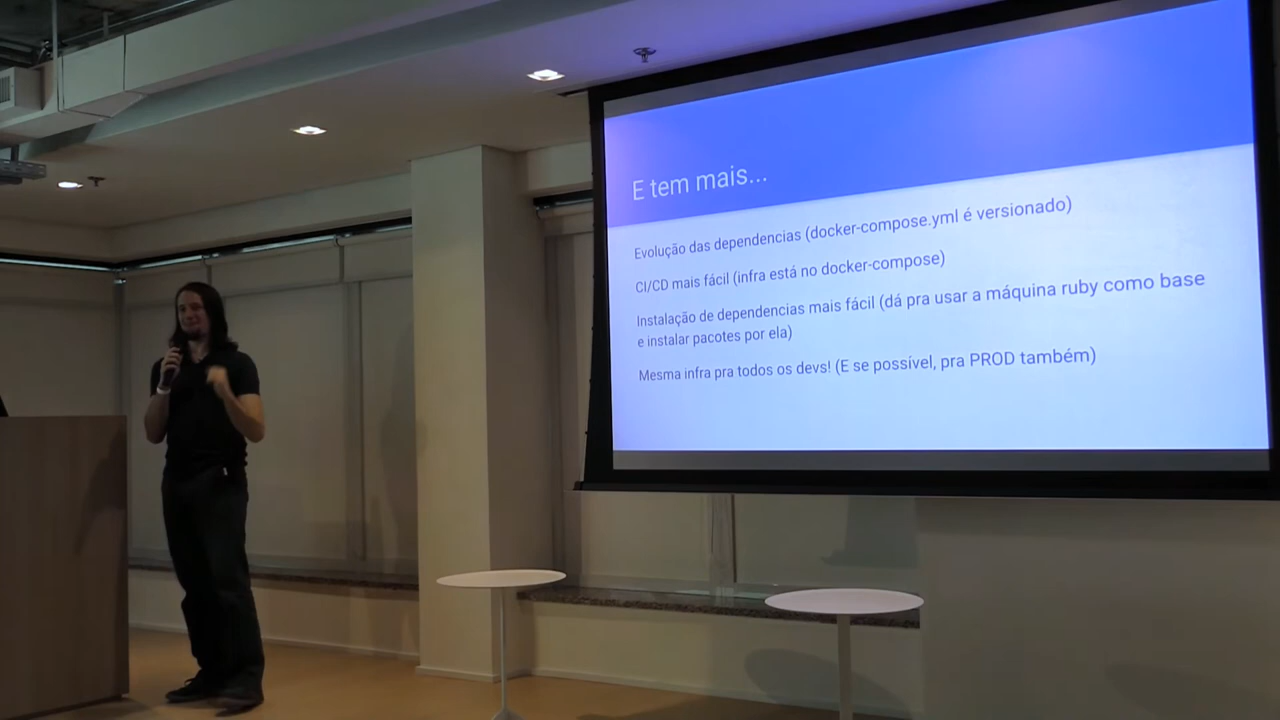 E tem mais...
Evolução das dependencias (docker-compose.yml é versionado)
CI/CD mais fácil (infra está no docker-compose)
Instalação de dependencias mais fácil (dá pra usar a máquina ruby como base
e instalar pacotes por ela)
Mesma infra pra todos os devs! (E se possível, pra PROD também)